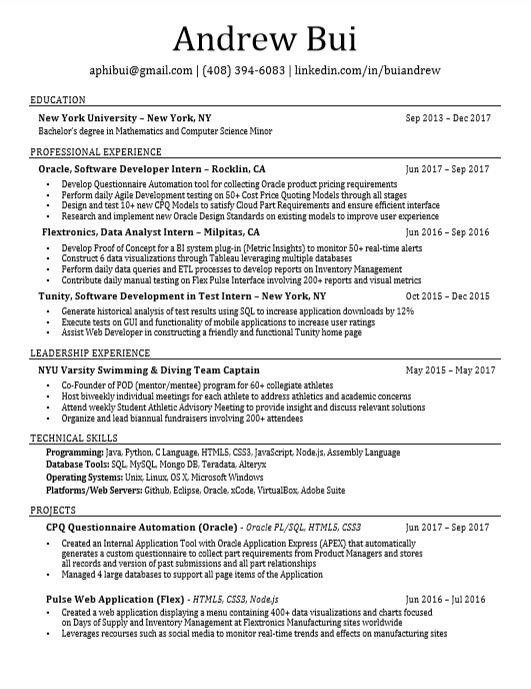 Andrew Bui
aphibui@gmail.com | (408) 394-6083 | linkedin.com/in/buiandrew
EDUCATION
New York University – New York, NY Sep 2013 – Dec 2017
Bachelor's degree in Mathematics and Computer Science Minor
PROFESSIONAL EXPERIENCE
Oracle, Software Developer Intern – Rocklin, CA Jun 2017 – Sep 2017
• Develop Questionnaire Automation tool for collecting Oracle product pricing requirements
• Perform daily Agile Development testing on 50+ Cost Price Quoting Models through all stages
• Design and test 10+ new CPQ Models to satisfy Cloud Part Requirements and ensure efficient interface
• Research and implement new Oracle Design Standards on existing models to improve user experience
Flextronics, Data Analyst Intern – Milpitas, CA Jun 2016 – Sep 2016
• Develop Proof of Concept for a BI system plug-in (Metric Insights) to monitor 50+ real-time alerts
• Construct 6 data visualizations through Tableau leveraging multiple databases
• Perform daily data queries and ETL processes to develop reports on Inventory Management
• Contribute daily manual testing on Flex Pulse Interface involving 200+ reports and visual metrics
Tunity, Software Development in Test Intern – New York, NY Oct 2015 – Dec 2015
• Generate historical analysis of test results using SQL to increase application downloads by 12%
• Execute tests on GUI and functionality of mobile applications to increase user ratings
• Assist Web Developer in constructing a friendly and functional Tunity home page
LEADERSHIP EXPERIENCE
NYU Varsity Swimming & Diving Team Captain May 2015 – May 2017
• Co-Founder of POD (mentor/mentee) program for 60+ collegiate athletes
• Host biweekly individual meetings for each athlete to address athletics and academic concerns
• Attend weekly Student Athletic Advisory Meeting to provide insight and discuss relevant solutions
• Organize and lead biannual fundraisers involving 200+ attendees
TECHNICAL SKILLS
Programming: Java, Python, C Language, HTML5, CSS3, JavaScript, Node.js, Assembly Language
Database Tools: SQL, MySQL, Mongo DB, Teradata, Alteryx
Operating Systems: Unix, Linux, OS X, Microsoft Windows
Platforms/Web Servers: Github, Eclipse, Oracle, xCode, VirtualBox, Adobe Suite
PROJECTS
CPQ Questionnaire Automation (Oracle) - Oracle PL/SQL, HTML5, CSS3 Jun 2017 – Sep 2017
• Created an Internal Application Tool with Oracle Application Express (APEX) that automatically
generates a custom questionnaire to collect part requirements from Product Managers and stores
all records and version of past submissions and all part relationships
• Managed 4 large databases to support all page items of the Application
Pulse Web Application (Flex) - HTML5, CSS3, Node.js Jun 2016 – Jul 2016
• Created a web application displaying a menu containing 400+ data visualizations and charts focused
on Days of Supply and Inventory Management at Flextronics Manufacturing sites worldwide
• Leverages recourses such as social media to monitor real-time trends and effects on manufacturing sites